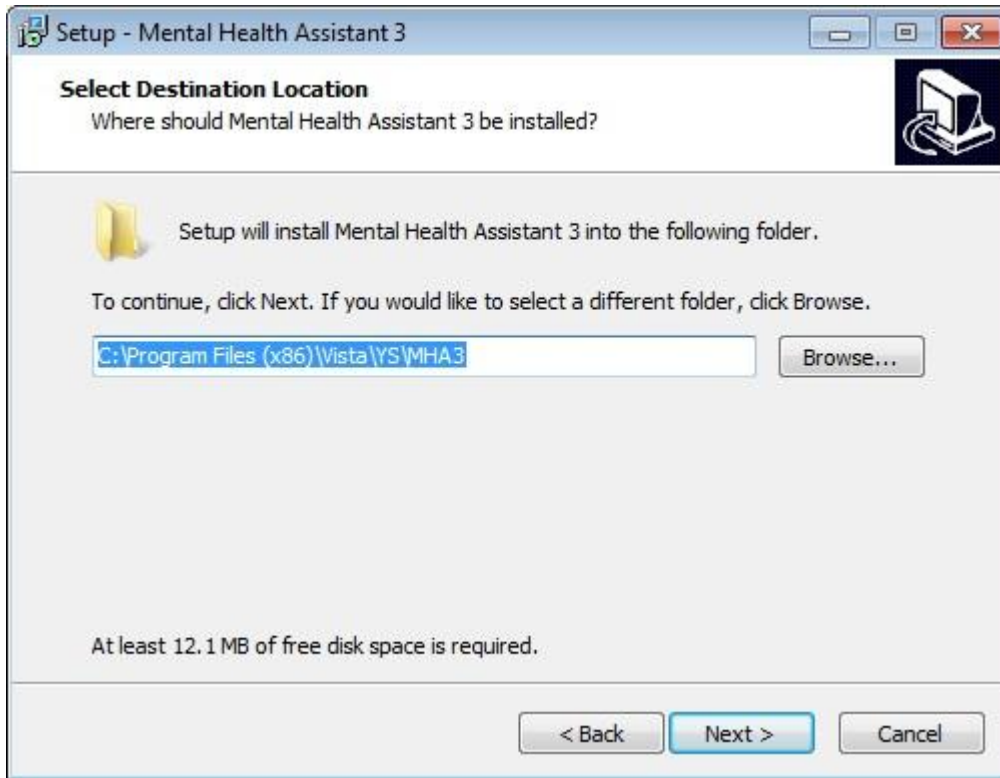 Setup - Mental Health Assistant 3
Select Destination Location
Where should Mental Health Assistant 3 be installed?
Setup will install Mental Health Assistant 3 into the following folder.
To continue, click Next. If you would like to select a different folder, click Browse.
C:\Program Files (x86)\Vista\YS\MHA3
Browse...
At least 12.1 MB of free disk space is required.
< Back
Next >
Cancel